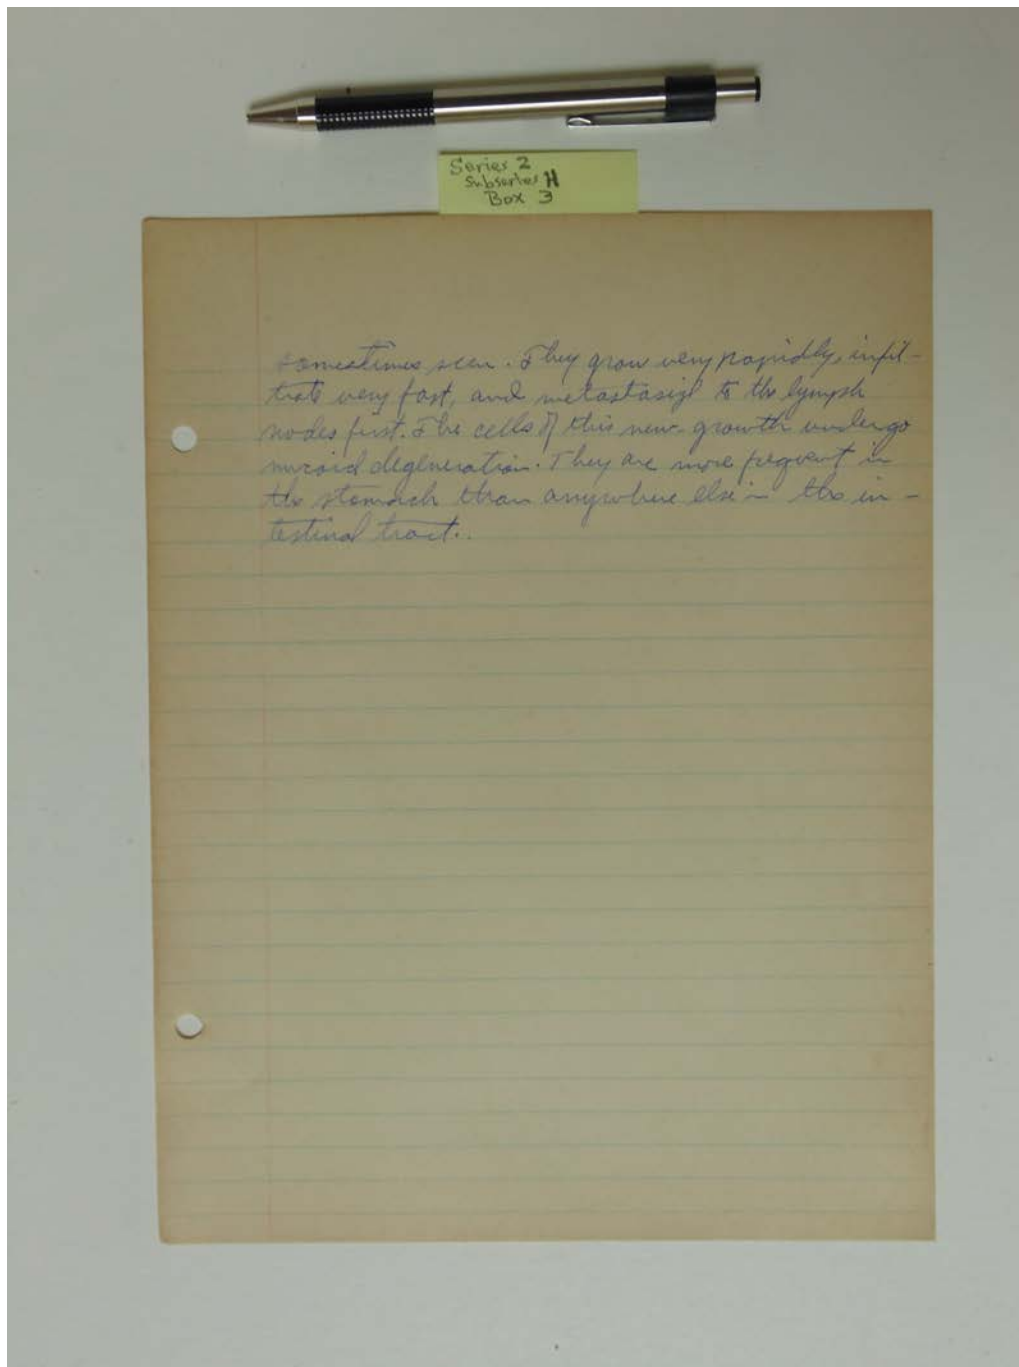 Series 2
Subseries H
Box 3
sometimes seen. They grow very rapidly, infil-
trate very fast, and metastasize to the lymph
nodes first. The cells of this new growth undergo
mucoid degeneration. They are more frequent in
the stomach than anywhere else in the in-
testinal tract.